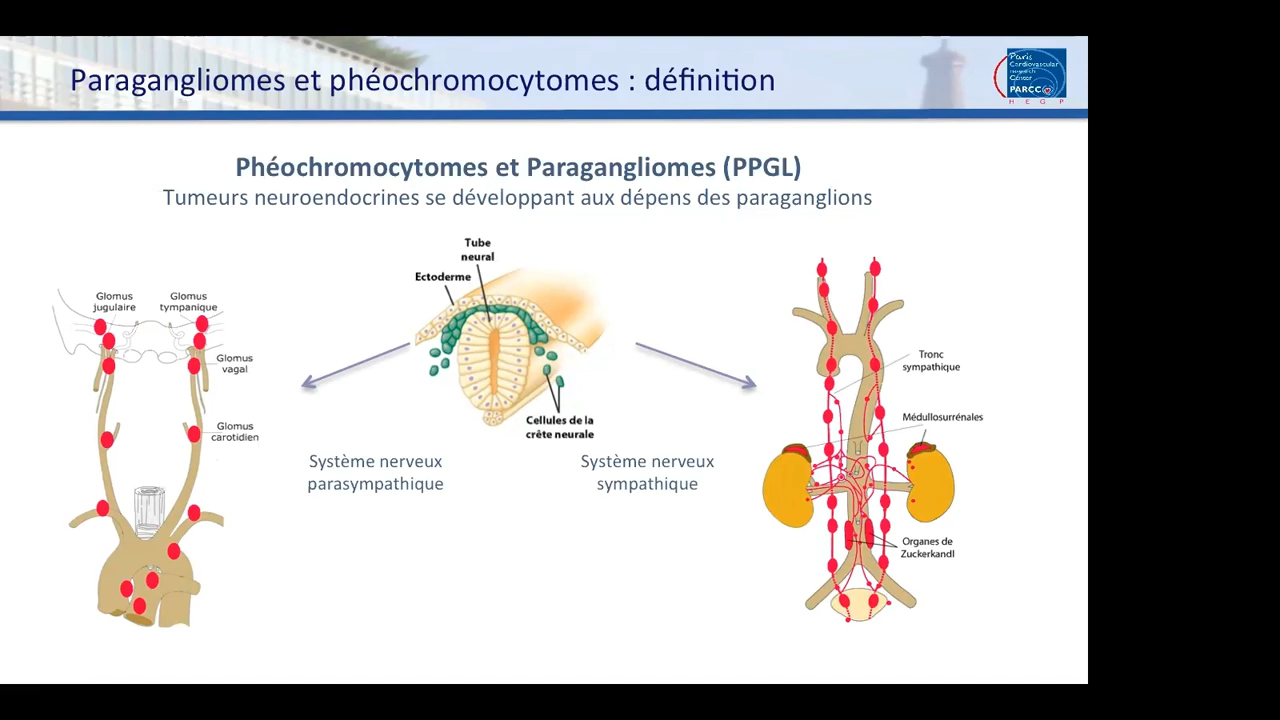 Paragangliomes et phéochromocytomes : définition
Paris
Cardiovascular
research
Center
PARCC
H E G P
Phéochromocytomes et Paragangliomes (PPGL)
Tumeurs neuroendocrines se développant aux dépens des paraganglions
Tube
neural
Ectoderme
Cellules de la
crête neurale
Glomus
jugulaire
Glomus
tympanique
Glomus
vagal
Glomus
carotidien
Système nerveux
parasympathique
Système nerveux
sympathique
Tronc
sympathique
Médullosurrénales
Organes de
Zuckerkandl